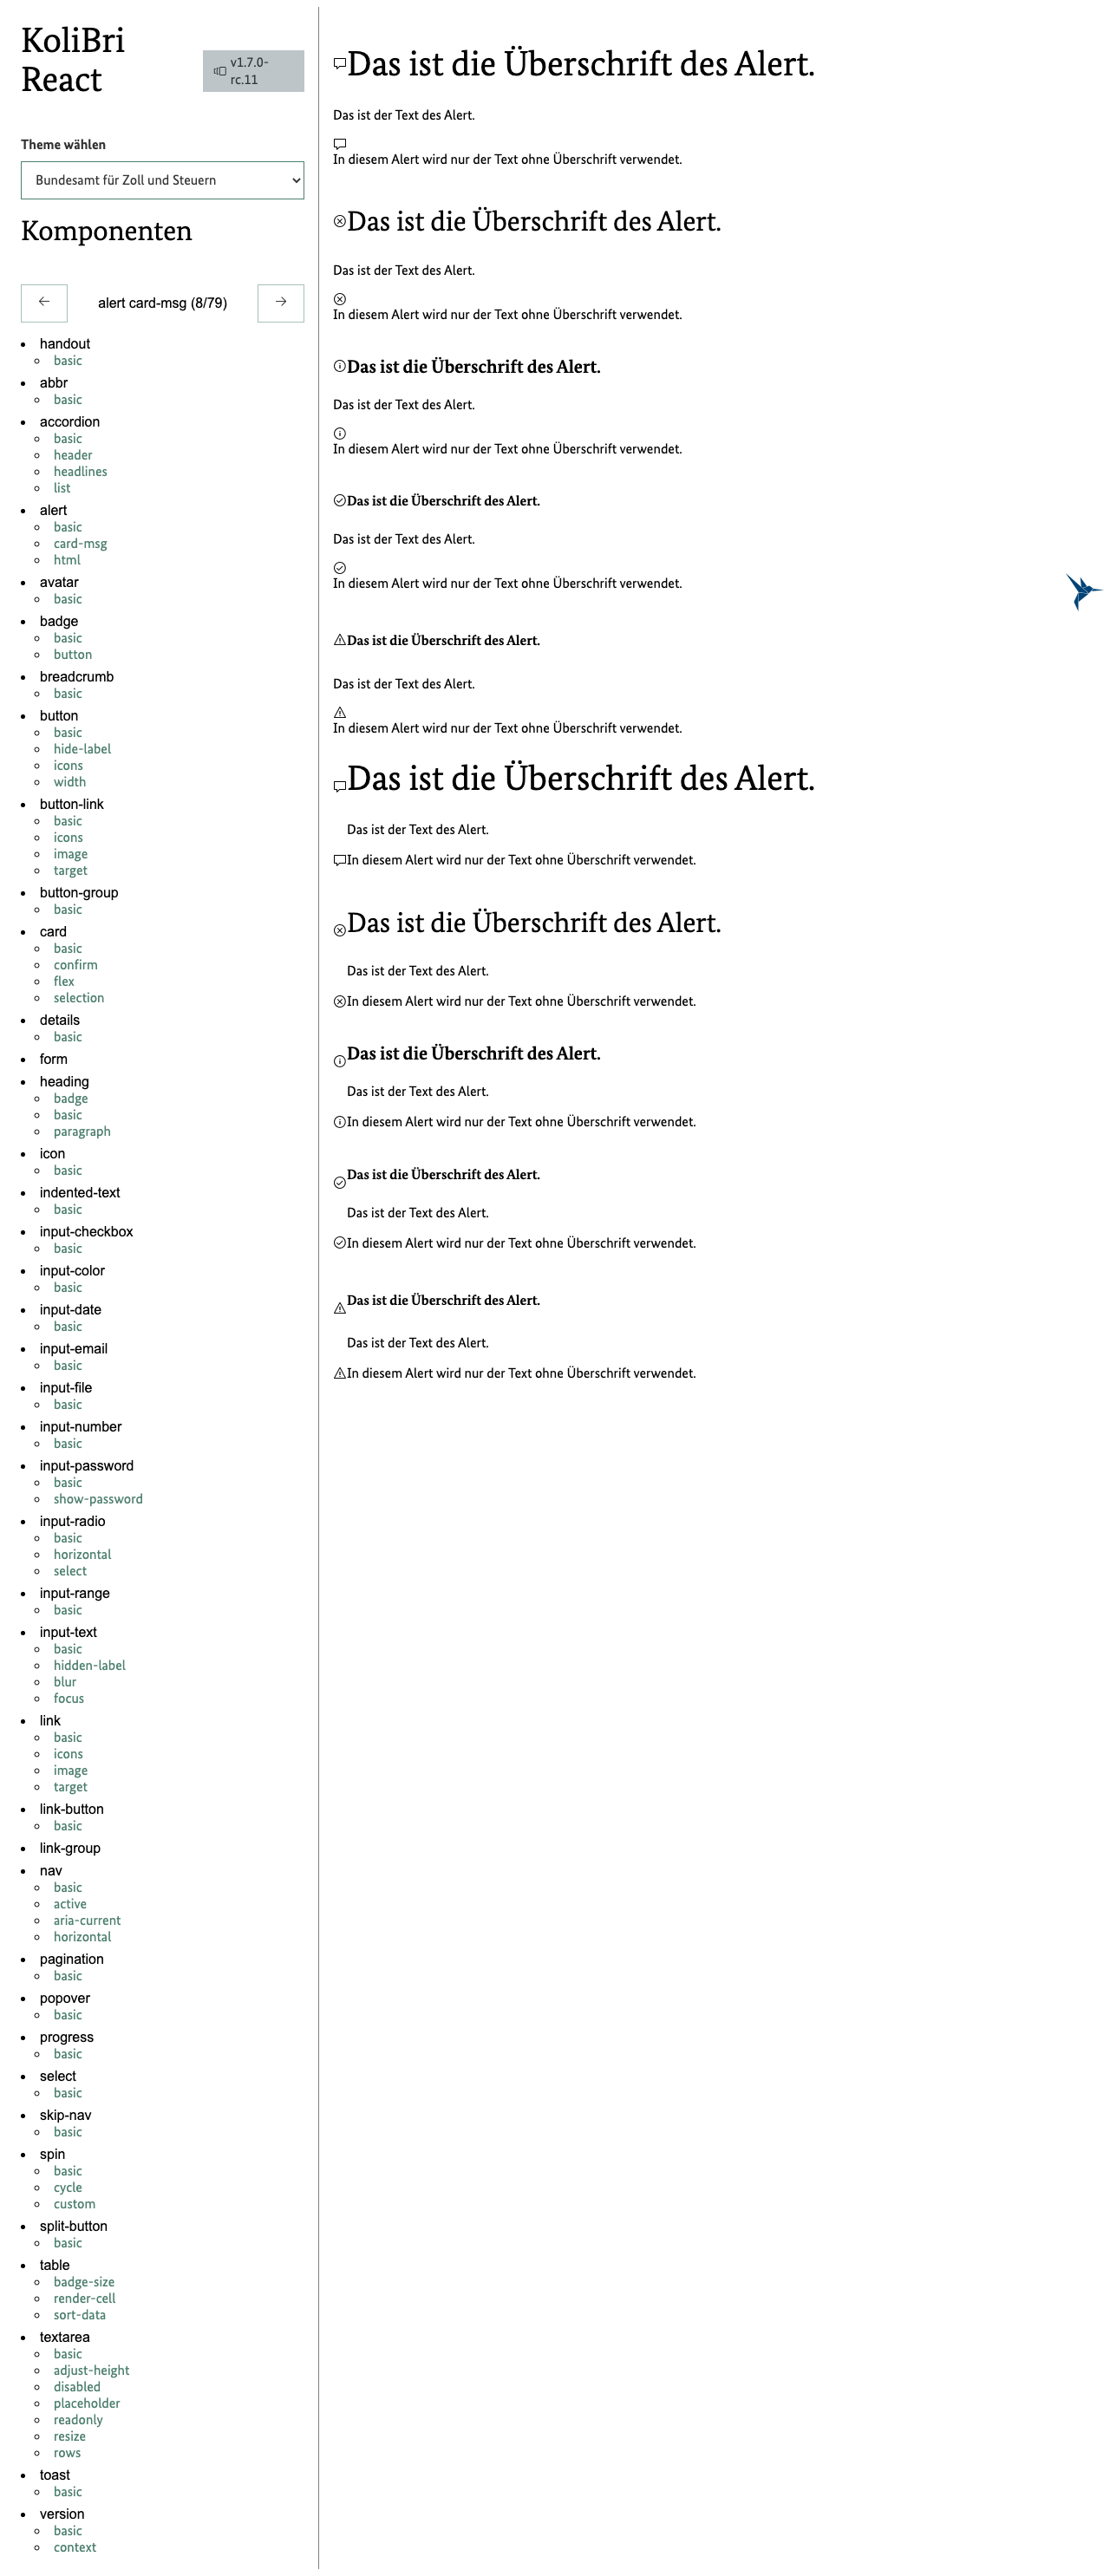 KoliBri
React
v1.7.0-
rc.11
Theme wählen
Bundesamt für Zoll und Steuern
Komponenten
alert card-msg (8/79)
handout
basic
abbr
basic
accordion
basic
header
headlines
list
alert
basic
card-msg
html
avatar
basic
badge
basic
button
breadcrumb
basic
button
basic
hide-label
icons
width
button-link
basic
icons
image
target
button-group
basic
card
basic
confirm
flex
selection
details
basic
form
heading
badge
basic
paragraph
icon
basic
indented-text
basic
input-checkbox
basic
input-color
basic
input-date
basic
input-email
basic
input-file
basic
input-number
basic
input-password
basic
show-password
input-radio
basic
horizontal
select
input-range
basic
input-text
basic
hidden-label
blur
focus
link
basic
icons
image
target
link-button
basic
link-group
nav
basic
active
aria-current
horizontal
pagination
basic
popover
basic
progress
basic
select
basic
skip-nav
basic
spin
basic
cycle
custom
split-button
basic
table
badge-size
render-cell
sort-data
textarea
basic
adjust-height
disabled
placeholder
readonly
resize
rows
toast
basic
version
basic
context
Das ist die Überschrift des Alert.
Das ist der Text des Alert.
In diesem Alert wird nur der Text ohne Überschrift verwendet.
Das ist die Überschrift des Alert.
Das ist der Text des Alert.
In diesem Alert wird nur der Text ohne Überschrift verwendet.
Das ist die Überschrift des Alert.
Das ist der Text des Alert.
In diesem Alert wird nur der Text ohne Überschrift verwendet.
Das ist die Überschrift des Alert.
Das ist der Text des Alert.
In diesem Alert wird nur der Text ohne Überschrift verwendet.
Das ist die Überschrift des Alert.
Das ist der Text des Alert.
In diesem Alert wird nur der Text ohne Überschrift verwendet.
Das ist die Überschrift des Alert.
Das ist der Text des Alert.
In diesem Alert wird nur der Text ohne Überschrift verwendet.
Das ist die Überschrift des Alert.
Das ist der Text des Alert.
In diesem Alert wird nur der Text ohne Überschrift verwendet.
Das ist die Überschrift des Alert.
Das ist der Text des Alert.
In diesem Alert wird nur der Text ohne Überschrift verwendet.
Das ist die Überschrift des Alert.
Das ist der Text des Alert.
In diesem Alert wird nur der Text ohne Überschrift verwendet.
Das ist die Überschrift des Alert.
Das ist der Text des Alert.
In diesem Alert wird nur der Text ohne Überschrift verwendet.